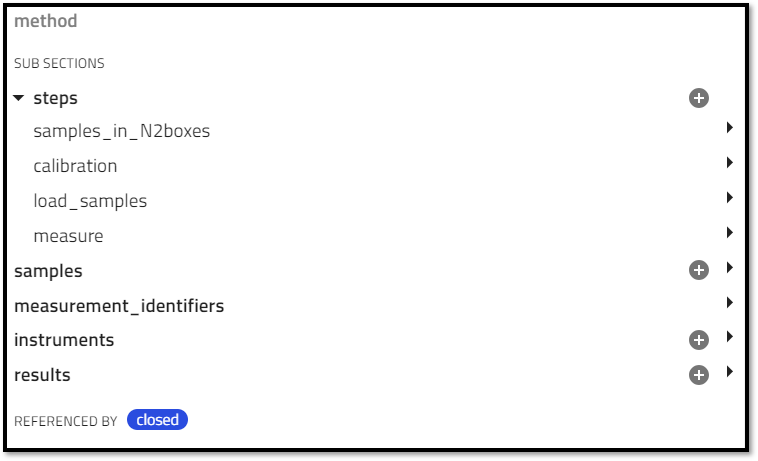 method
SUB SECTIONS
steps
samples_in_N2boxes
calibration
load_samples
measure
samples
measurement_identifiers
instruments
results
REFERENCED BY closed